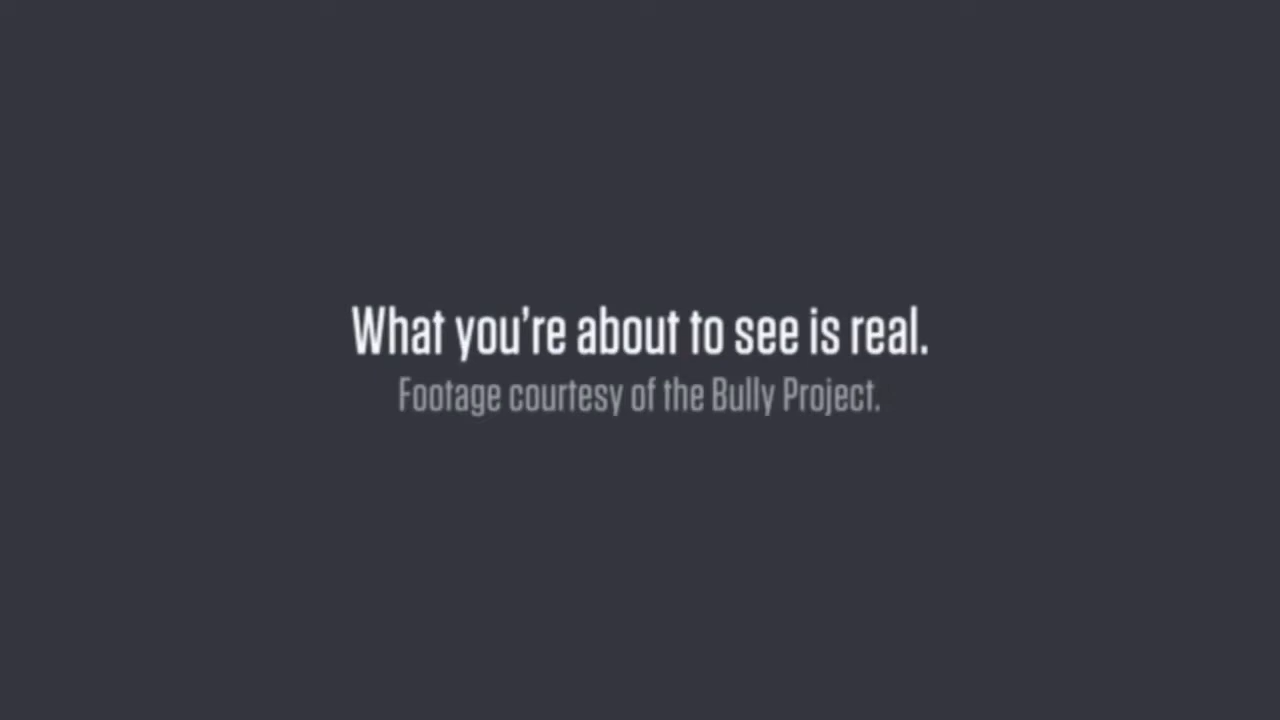 What you’re about to see is real.
Footage courtesy of the Bully Project.